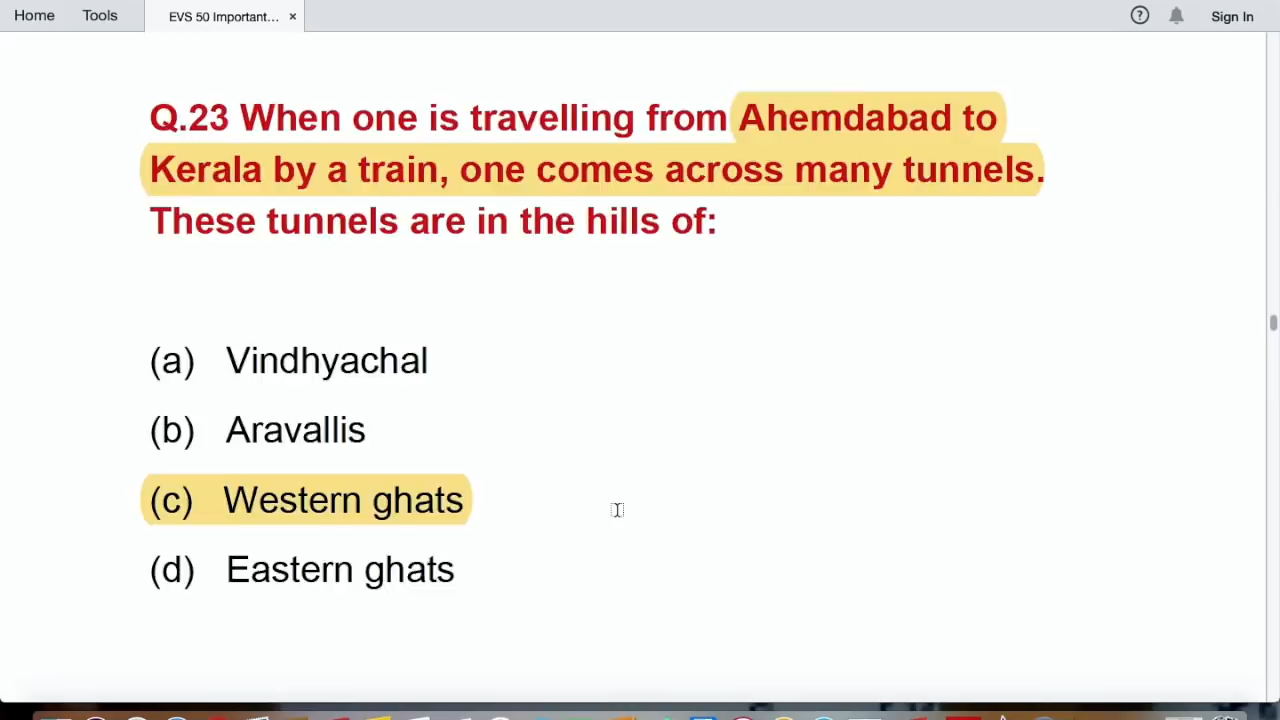 Home Tools EVS 50 Important... × ? Sign In
Q.23 When one is travelling from Ahemdabad to
Kerala by a train, one comes across many tunnels.
These tunnels are in the hills of:
(a) Vindhyachal
(b) Aravallis
(c) Western ghats
(d) Eastern ghats